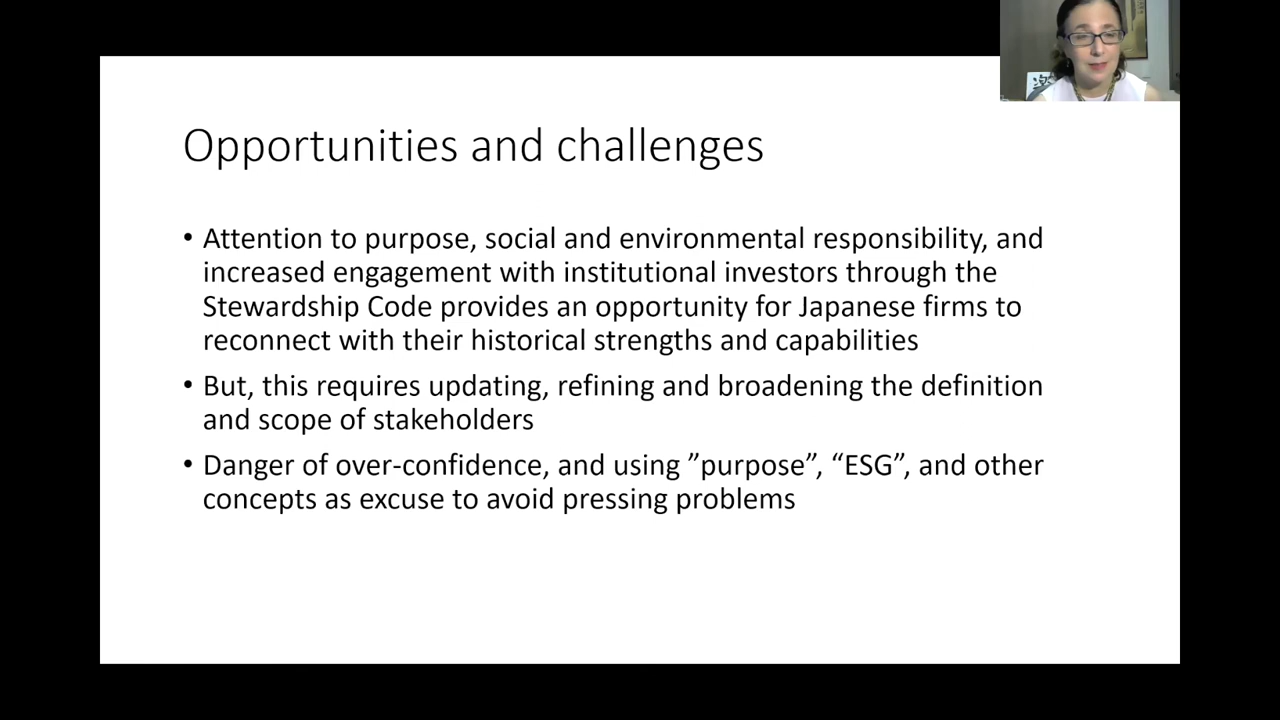 Opportunities and challenges
• Attention to purpose, social and environmental responsibility, and
increased engagement with institutional investors through the
Stewardship Code provides an opportunity for Japanese firms to
reconnect with their historical strengths and capabilities
• But, this requires updating, refining and broadening the definition
and scope of stakeholders
• Danger of over-confidence, and using ”purpose”, “ESG”, and other
concepts as excuse to avoid pressing problems